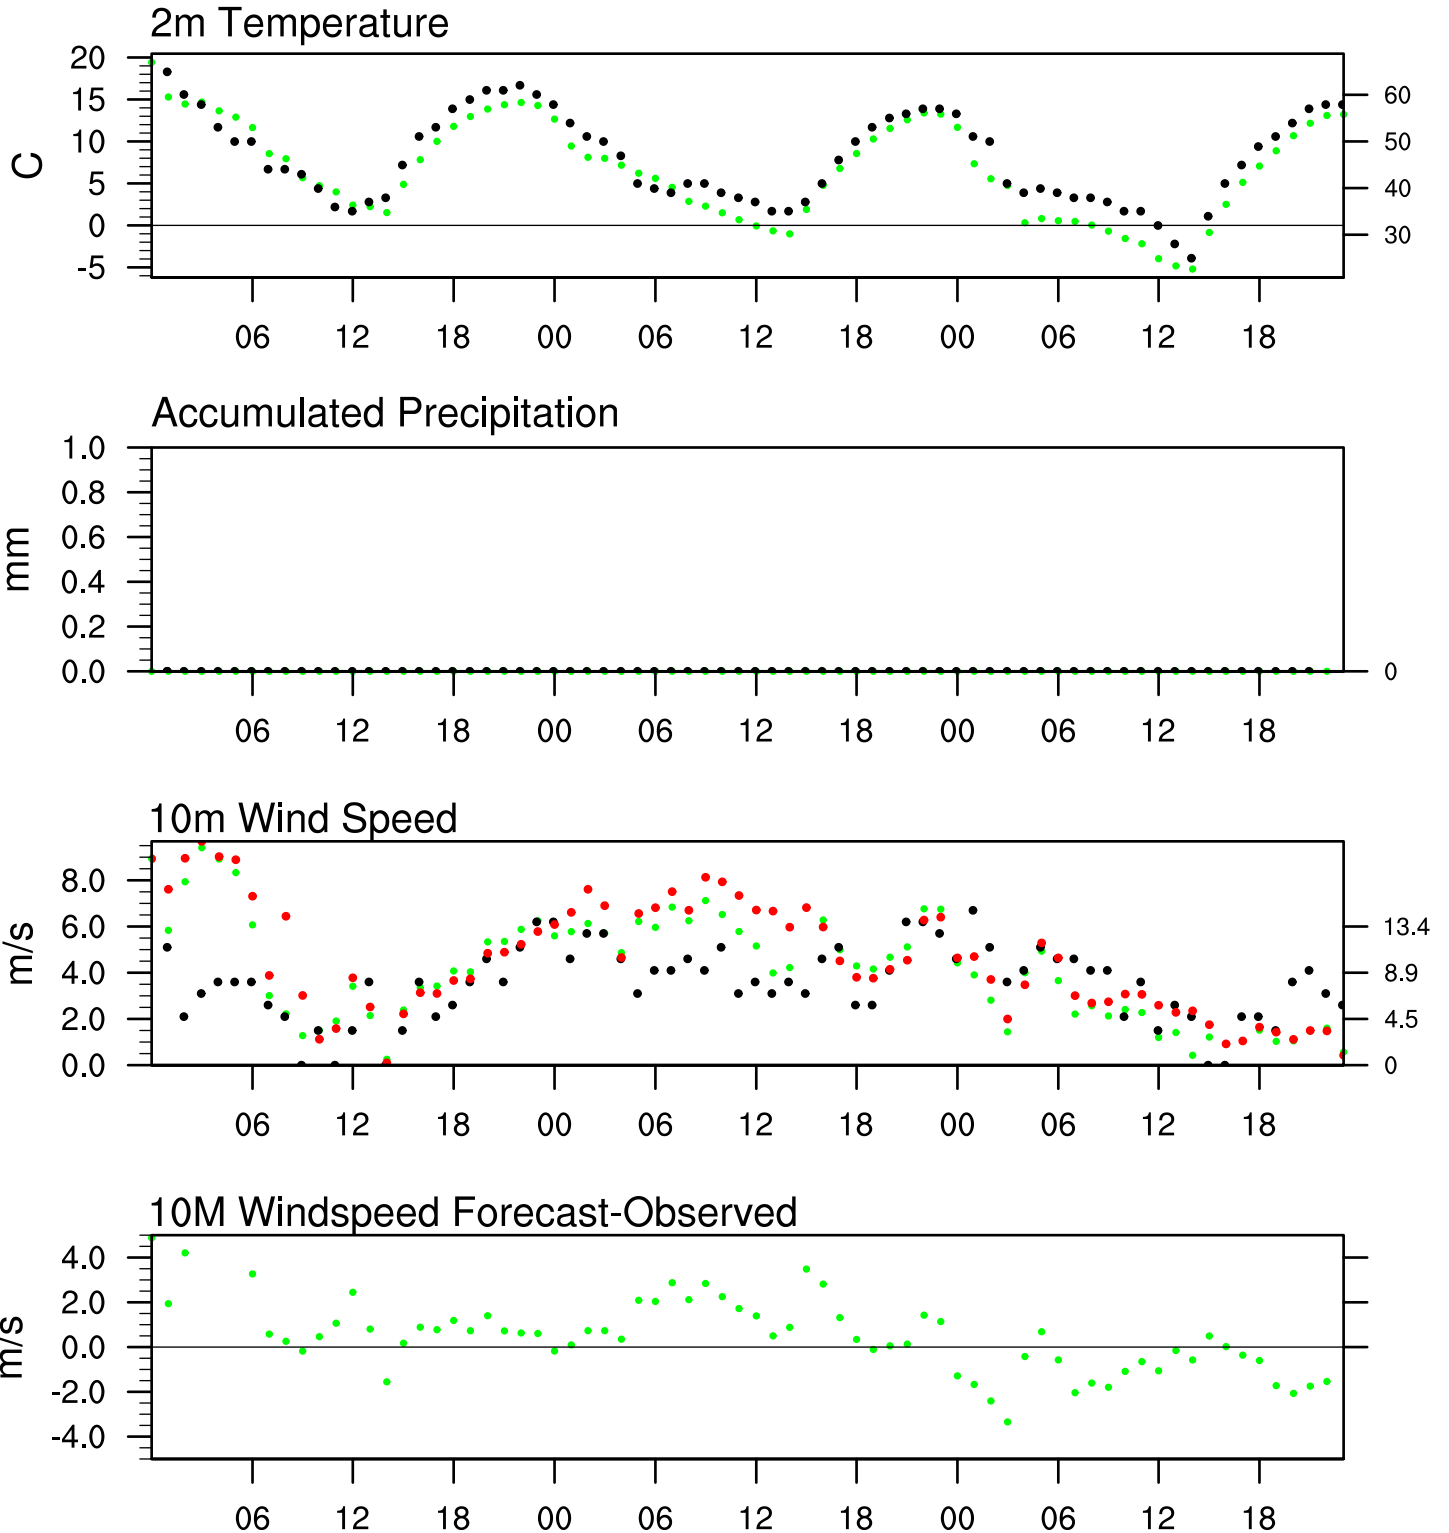 2m Temperature
20
15
10
5
0
-5
C
60
50
40
30
06 12 18 00 06 12 18 00 06 12 18
Accumulated Precipitation
1.0
0.8
0.6
0.4
0.2
0.0
mm
0
06 12 18 00 06 12 18 00 06 12 18
10m Wind Speed
8.0
6.0
4.0
2.0
0.0
m/s
13.4
8.9
4.5
0
06 12 18 00 06 12 18 00 06 12 18
10M Windspeed Forecast-Observed
4.0
2.0
0.0
-2.0
-4.0
m/s
06 12 18 00 06 12 18 00 06 12 18